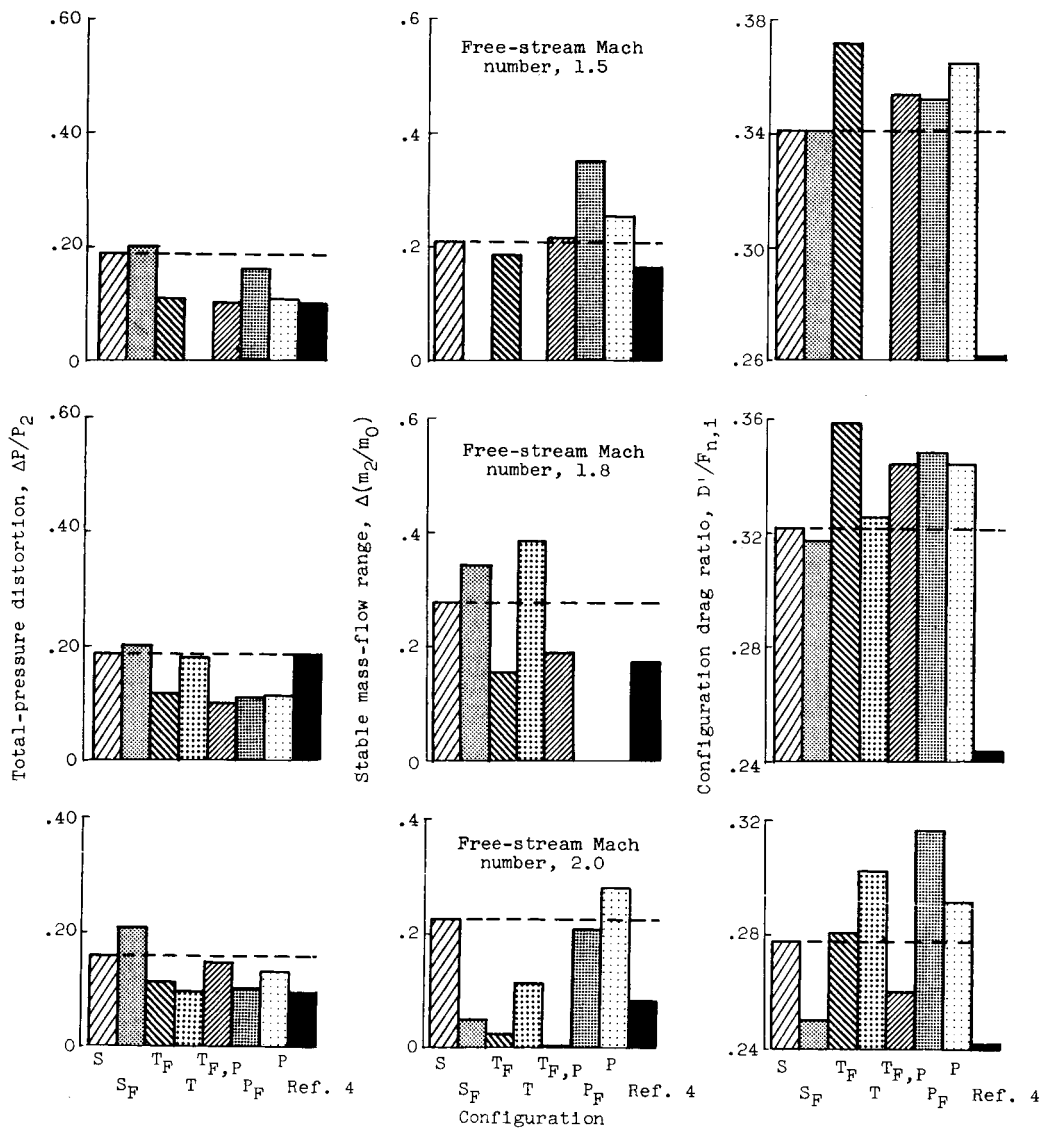 .60
.40
.20
0
Free-stream Mach
number, 1.5
.6
.4
.2
0
.38
.34
.30
.26
Total-pressure distortion, ΔP/P2
.60
.40
.20
0
Stable mass-flow range, Δ(m2/m0)
Free-stream Mach
number, 1.8
.6
.4
.2
0
Configuration drag ratio, D'/Fn,i
.36
.32
.28
.24
.40
.20
0
Free-stream Mach
number, 2.0
.4
.2
0
.32
.28
.24
S TF TF,P P
SF T PF Ref. 4
S TF TF,P P
SF T PF Ref. 4
S TF TF,P P
SF T PF Ref. 4
Configuration